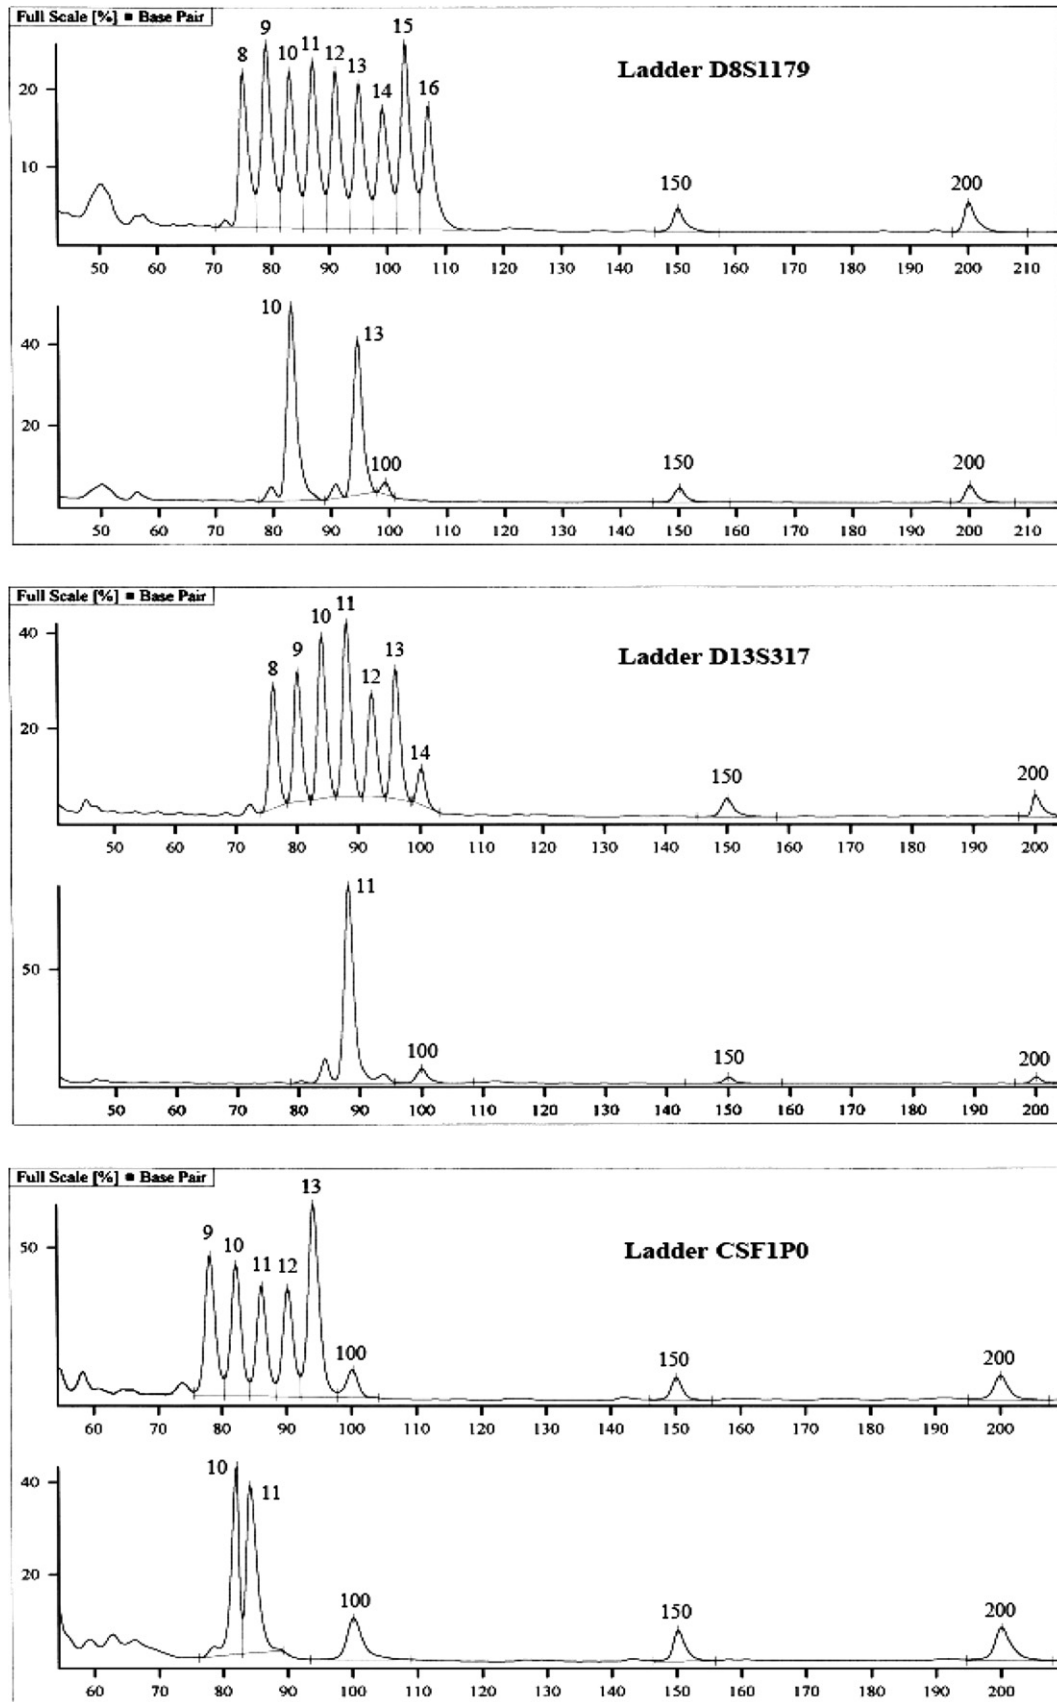 Full Scale [%] ■ Base Pair
Ladder D8S1179
8 9 10 11 12 13 14 15 16 150 200
20
10
50 60 70 80 90 100 110 120 130 140 150 160 170 180 190 200 210
10 13 100 150 200
40
20
50 60 70 80 90 100 110 120 130 140 150 160 170 180 190 200 210
Full Scale [%] ■ Base Pair
Ladder D13S317
8 9 10 11 12 13 14 150 200
40
20
50 60 70 80 90 100 110 120 130 140 150 160 170 180 190 200
11 100 150 200
50
50 60 70 80 90 100 110 120 130 140 150 160 170 180 190 200
Full Scale [%] ■ Base Pair
Ladder CSF1P0
9 10 11 12 13 100 150 200
50
60 70 80 90 100 110 120 130 140 150 160 170 180 190 200
10 11 100 150 200
40
20
60 70 80 90 100 110 120 130 140 150 160 170 180 190 200